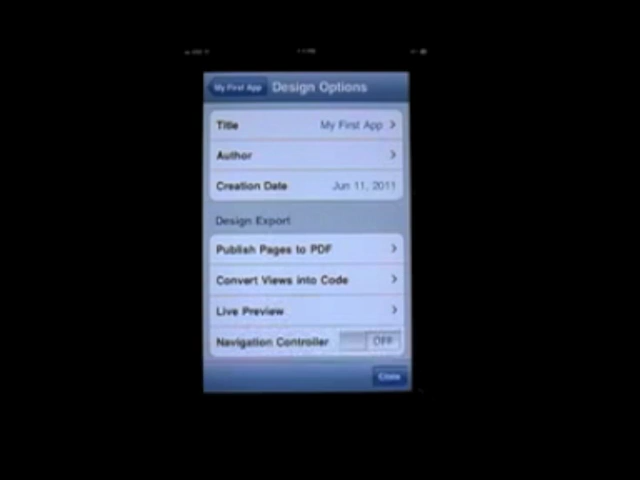 My First App
Design Options
Title My First App
Author
Creation Date Jun 11, 2011
Design Export
Publish Pages to PDF
Convert Views into Code
Live Preview
Navigation Controller OFF
Close